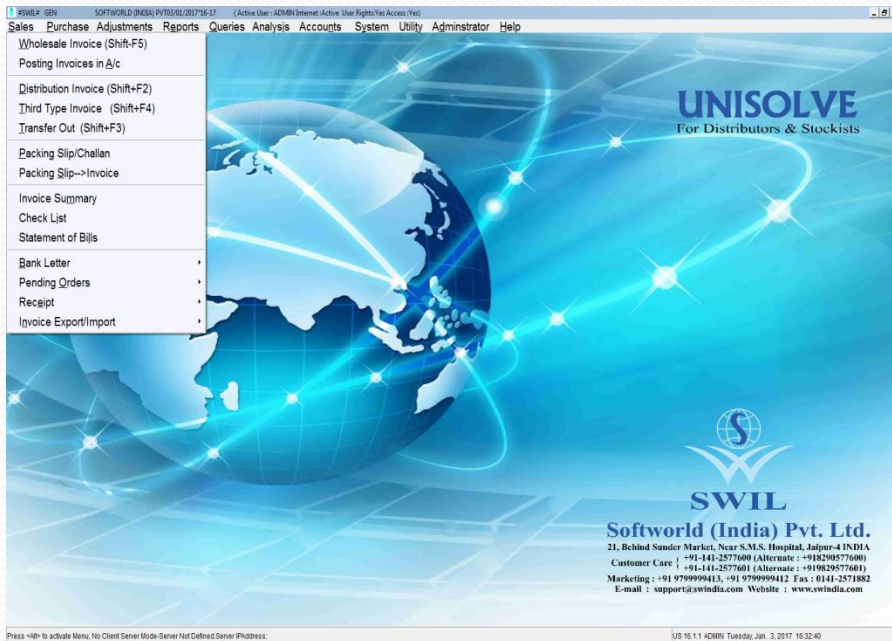 #SWIL# GEN SOFTWORLD (INDIA) PVT03/01/2017*16-17 ( Active User : ADMIN Internet :Active User Rights:Yes Access :Yes)
Sales Purchase Adjustments Reports Queries Analysis Accounts System Utility Adminstrator Help
Wholesale Invoice (Shift-F5)
Posting Invoices in A/c
Distribution Invoice (Shift+F2)
Third Type Invoice (Shift+F4)
Transfer Out (Shift+F3)
Packing Slip/Challan
Packing Slip-->Invoice
Invoice Summary
Check List
Statement of Bills
Bank Letter
Pending Orders
Receipt
Invoice Export/Import
UNISOLVE
For Distributors & Stockists
S
SWIL
Softworld (India) Pvt. Ltd.
21, Behind Sunder Market, Near S.M.S. Hospital, Jaipur-4 INDIA
Customer Care { +91-141-2577600 (Alternate : +918290577600)
+91-141-2577601 (Alternate : +919829577601)
Marketing : +91 9799999413, +91 9799999412 Fax : 0141-2571882
E-mail : support@swindia.com Website : www.swindia.com
Press <Alt> to activate Menu; No Client Server Mode-Server Not Defined.Server IPAddress: US 16.1.1 ADMIN Tuesday, Jan. 3, 2017 16:32:40